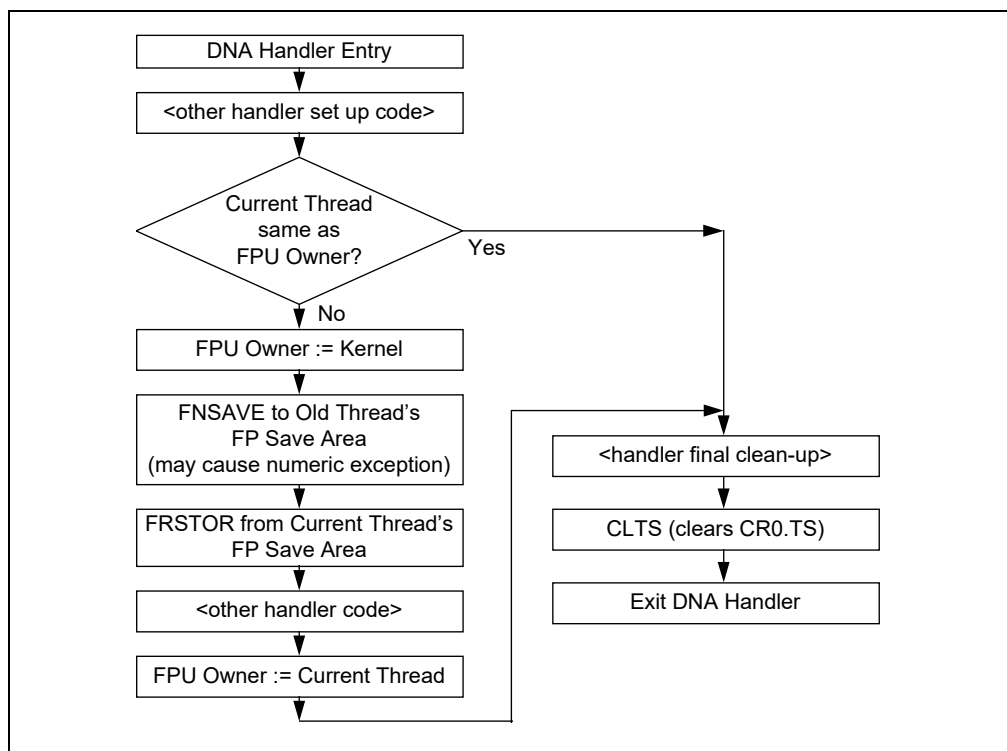 DNA Handler Entry
<other handler set up code>
Current Thread
same as
FPU Owner?
Yes
No
FPU Owner := Kernel
FNSAVE to Old Thread’s
FP Save Area
(may cause numeric exception)
FRSTOR from Current Thread’s
FP Save Area
<other handler code>
FPU Owner := Current Thread
<handler final clean-up>
CLTS (clears CR0.TS)
Exit DNA Handler